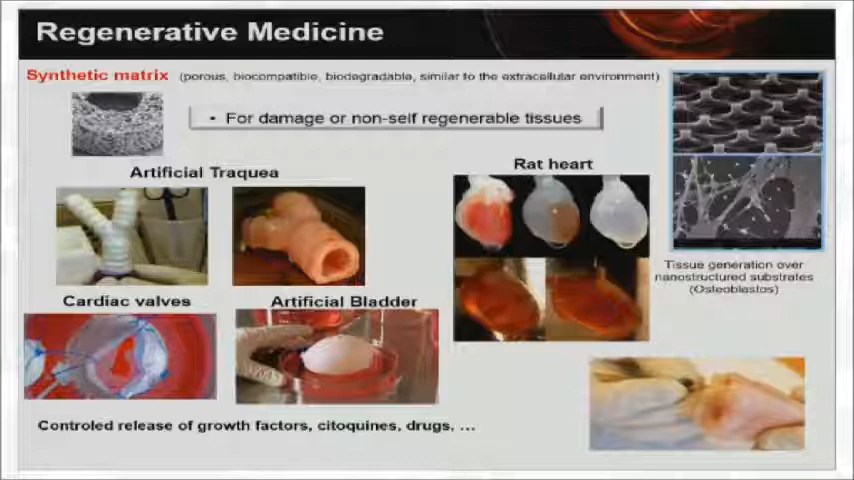 Regenerative Medicine
Synthetic matrix (porous, biocompatible, biodegradable, similar to the extracellular environment)
• For damage or non-self regenerable tissues
Artificial Traquea
Rat heart
Tissue generation over
nanostructured substrates
(Osteoblastos)
Cardiac valves
Artificial Bladder
Controled release of growth factors, citoquines, drugs, ...